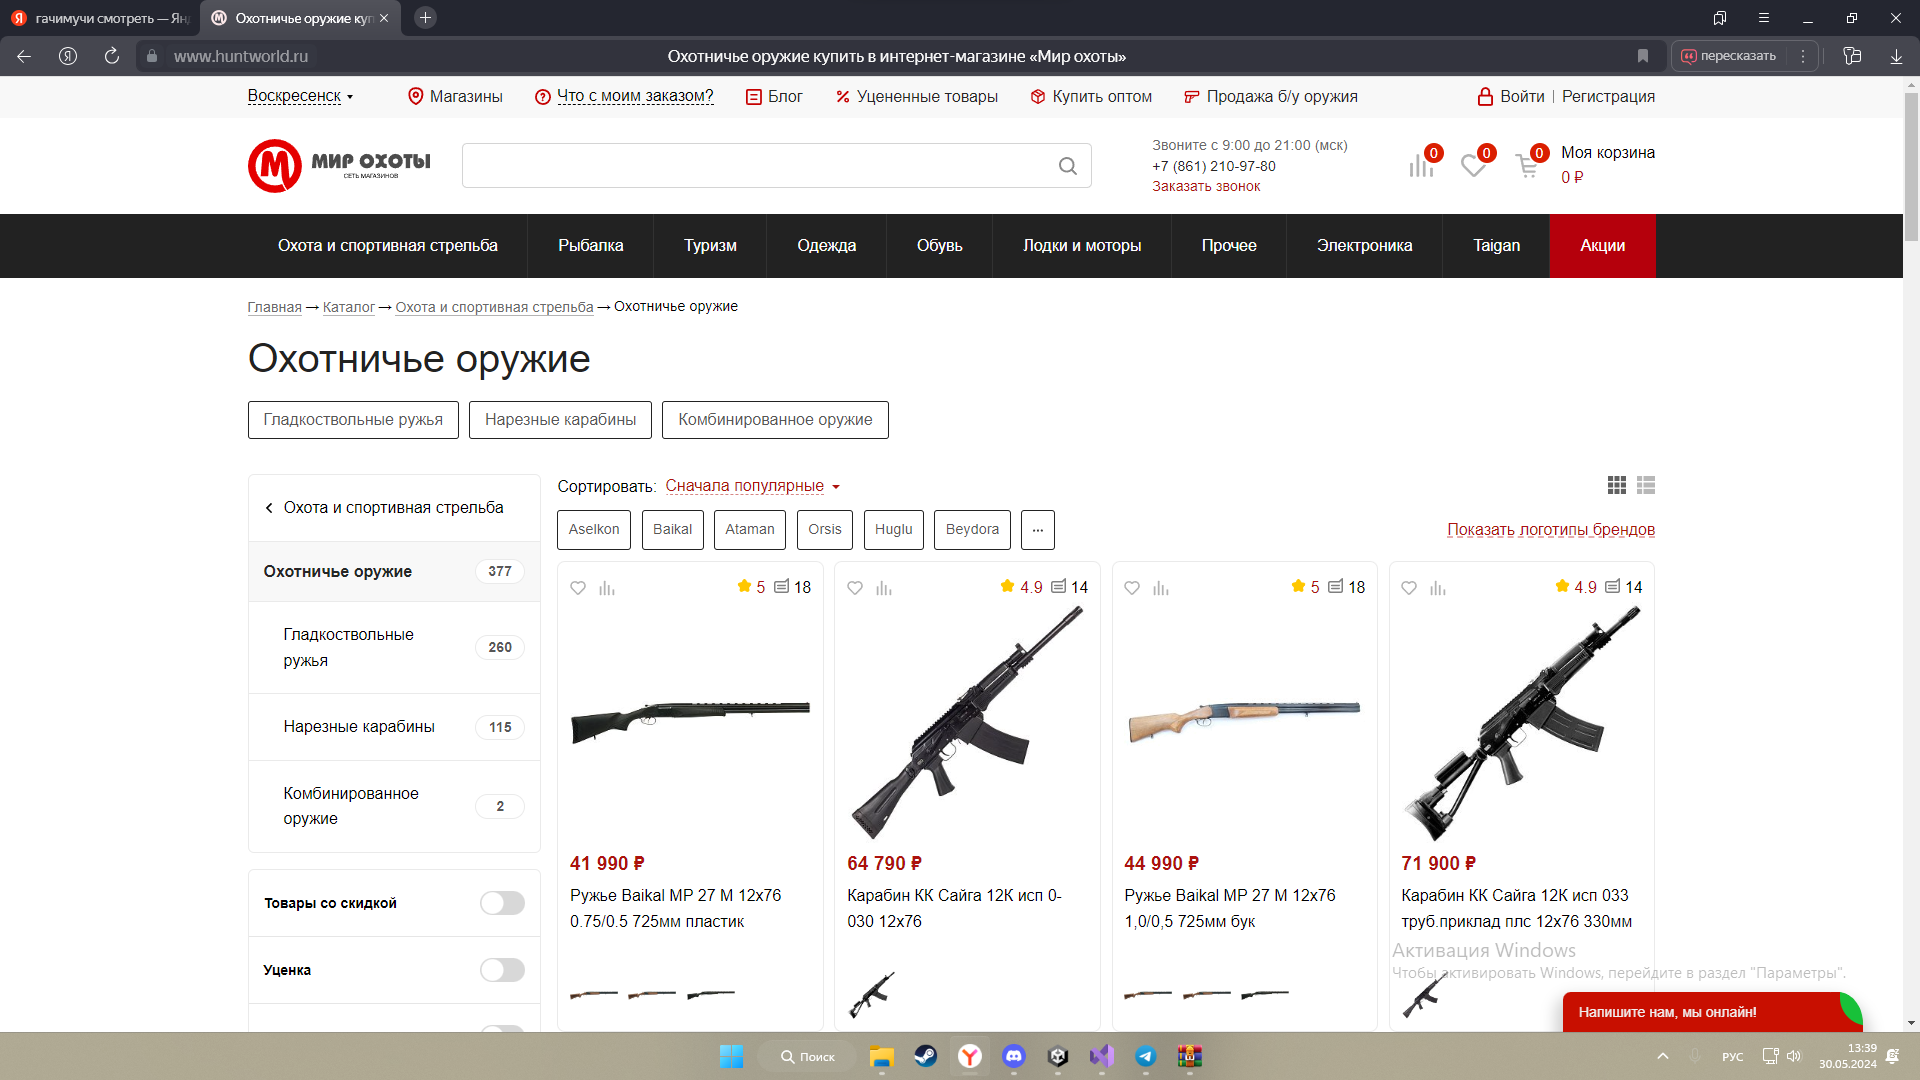 гачимучи смотреть — Ян
Охотничье оружие куп
www.huntworld.ru
Охотничье оружие купить в интернет-магазине «Мир охоты»
пересказать
Воскресенск
Магазины
Что с моим заказом?
Блог
Уцененные товары
Купить оптом
Продажа б/у оружия
Войти | Регистрация
МИР ОХОТЫ
СЕТЬ МАГАЗИНОВ
Звоните с 9:00 до 21:00 (мск)
+7 (861) 210-97-80
Заказать звонок
0
0
0
Моя корзина
0 ₽
Охота и спортивная стрельба
Рыбалка
Туризм
Одежда
Обувь
Лодки и моторы
Прочее
Электроника
Taigan
Акции
Главная → Каталог → Охота и спортивная стрельба → Охотничье оружие
Охотничье оружие
Гладкоствольные ружья
Нарезные карабины
Комбинированное оружие
Охота и спортивная стрельба
Охотничье оружие 377
Гладкоствольные
ружья
260
Нарезные карабины 115
Комбинированное
оружие
2
Товары со скидкой
Уценка
Сортировать: Сначала популярные
Aselkon
Baikal
Ataman
Orsis
Huglu
Beydora
...
Показать логотипы брендов
5 18
41 990 ₽
Ружье Baikal МР 27 М 12х76
0.75/0.5 725мм пластик
4.9 14
64 790 ₽
Карабин КК Сайга 12К исп 0-
030 12х76
5 18
44 990 ₽
Ружье Baikal МР 27 М 12х76
1,0/0,5 725мм бук
4.9 14
71 900 ₽
Карабин КК Сайга 12К исп 033
труб.приклад плс 12х76 330мм
Активация Windows
Чтобы активировать Windows, перейдите в раздел "Параметры".
Напишите нам, мы онлайн!
Поиск
РУС
13:39
30.05.2024